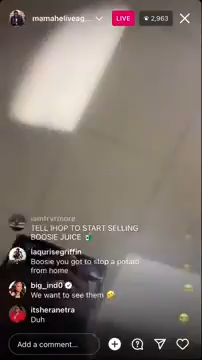 mamaheliveag...
LIVE
2,963
iamfrvrmore
TELL IHOP TO START SELLING
BOOSIE JUICE
laqurisegriffin
Boosie you got to stop a potato
from home
big_ind0
We want to see them
itsheranetra
Duh
Add a comment...